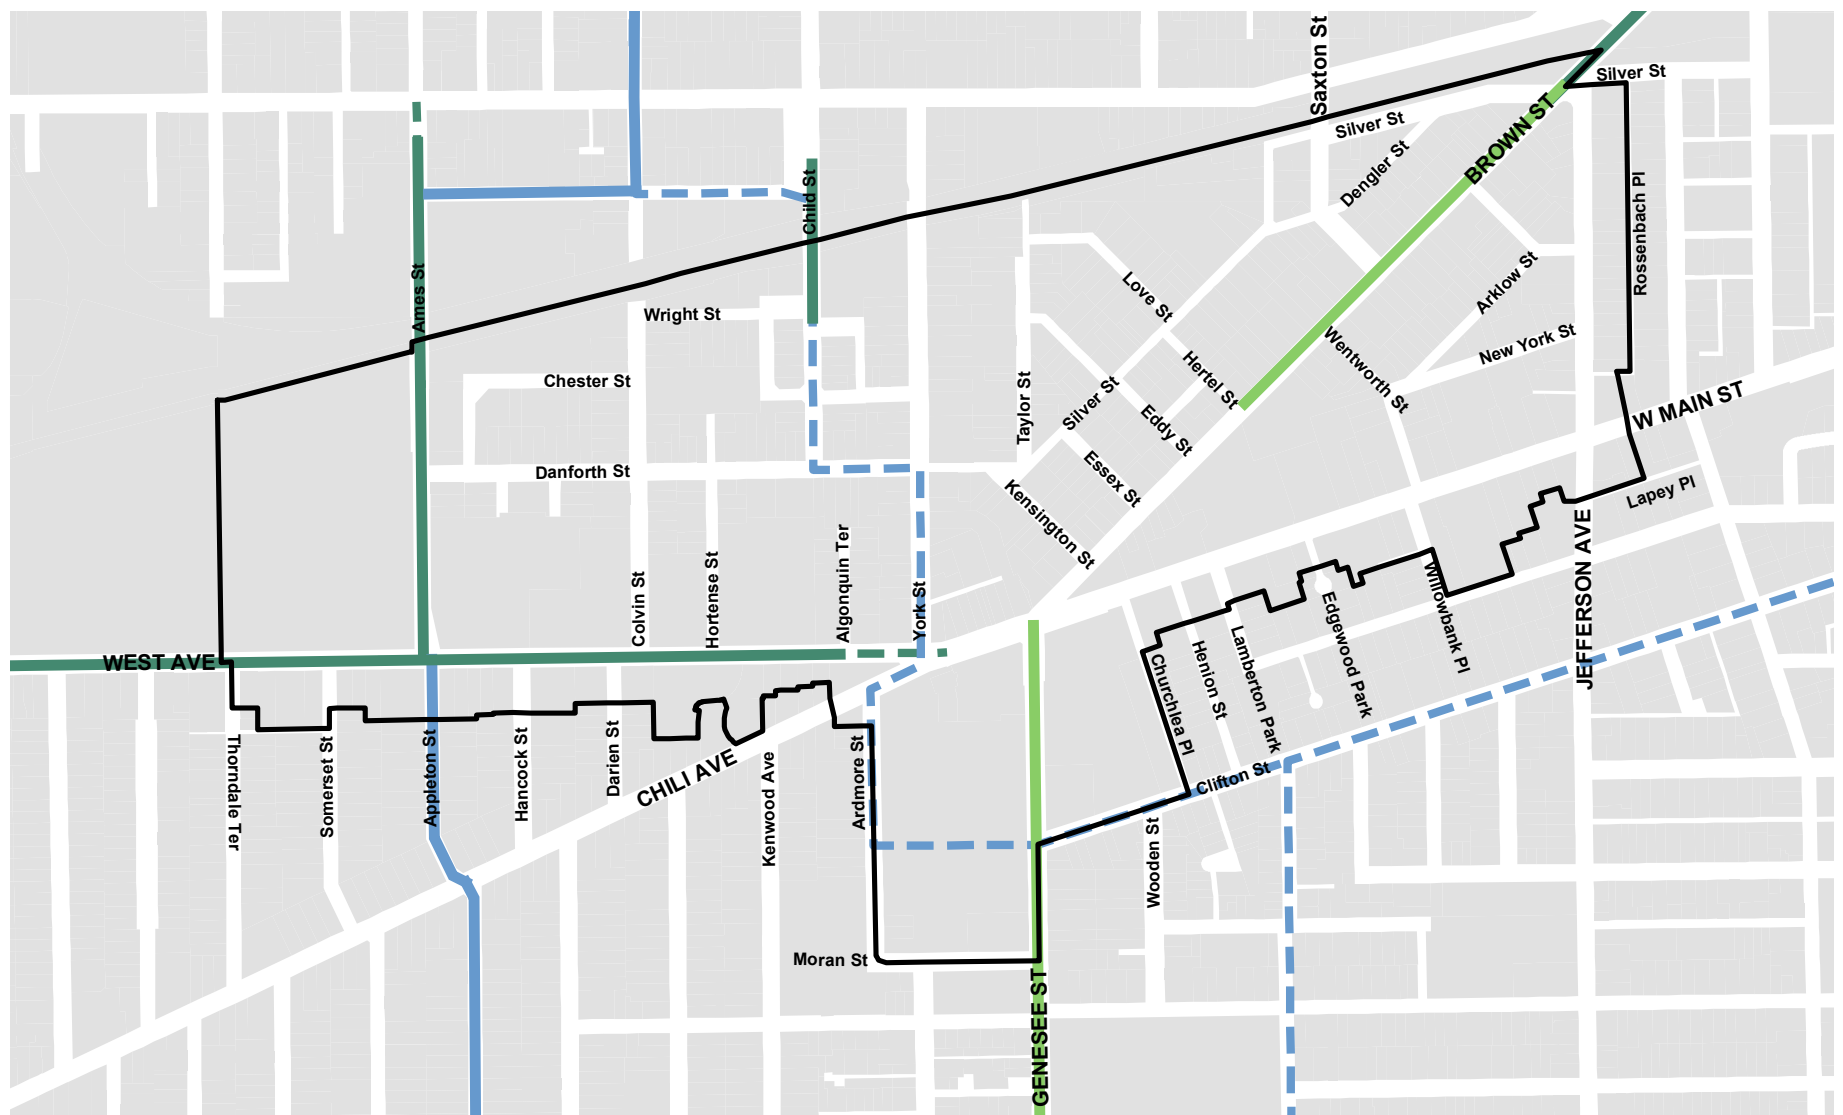 Saxton St
Silver St
Silver St
BROWN ST
Dengler St
Child St
Rossenbach Pl
Ames St
Arklow St
Love St
Wright St
New York St
Wentworth St
Hertel St
Chester St
Taylor St
Silver St
Eddy St
W MAIN ST
Danforth St
Essex St
Lapey Pl
Kensington St
JEFFERSON AVE
Algonquin Ter
Hortense St
Colvin St
York St
Willowbank Pl
Edgewood Park
Lamberton Park
Henion St
Churchlea Pl
WEST AVE
Thorndale Ter
Somerset St
Appleton St
Hancock St
Darien St
CHILI AVE
Kenwood Ave
Ardmore St
Clifton St
Wooden St
Moran St
GENESEE ST